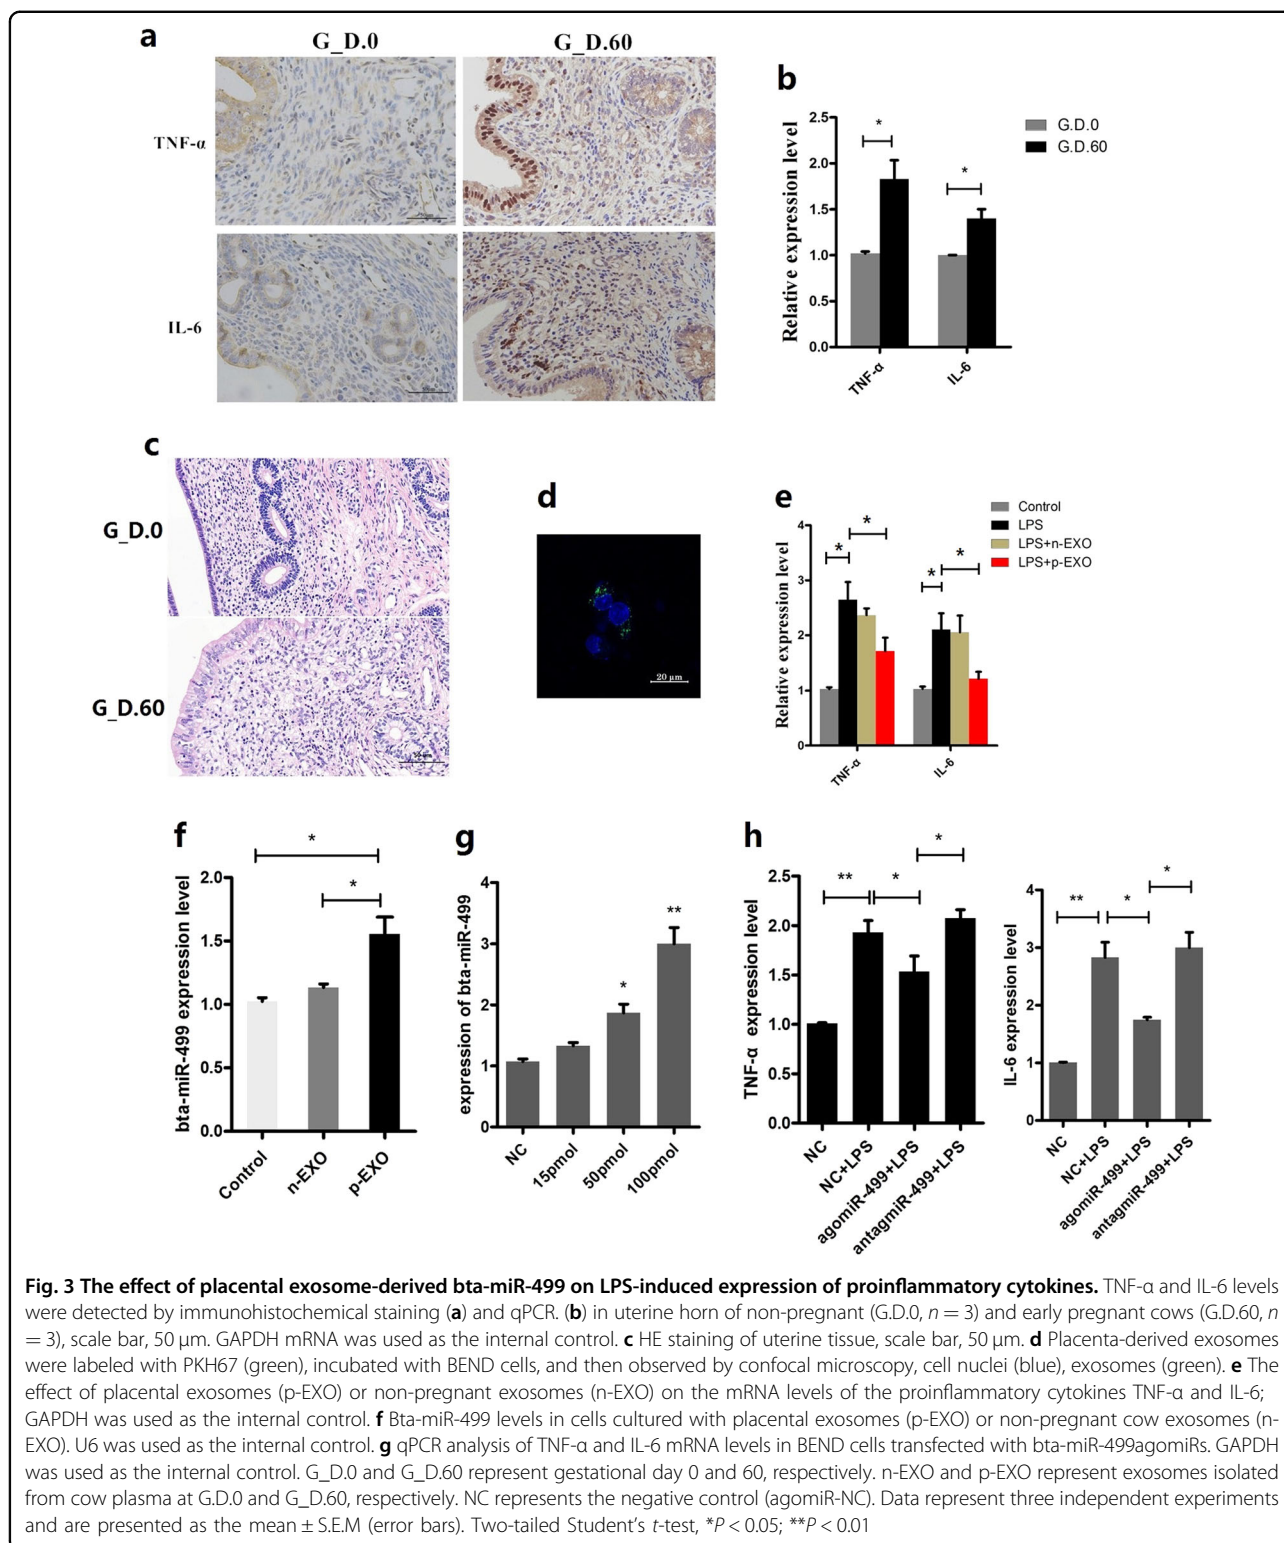 a
G_D.0
G_D.60
TNF-α
IL-6
b
Relative expression level
2.5
2.0
1.5
1.0
0.5
0.0
*
*
G.D.0
G.D.60
TNF-α
IL-6
c
G_D.0
G_D.60
d
20 μm
e
Relative expression level
4
3
2
1
0
*
*
*
*
Control
LPS
LPS+n-EXO
LPS+p-EXO
TNF-α
IL-6
f
bta-miR-499 expression level
2.0
1.5
1.0
0.5
0.0
*
*
Control
n-EXO
p-EXO
g
expression of bta-miR-499
4
3
2
1
0
*
**
NC
15pmol
50pmol
100pmol
h
TNF-α expression level
2.5
2.0
1.5
1.0
0.5
0.0
**
*
*
NC
NC+LPS
agomiR-499+LPS
antagmiR-499+LPS
IL-6 expression level
4
3
2
1
0
**
*
*
NC
NC+LPS
agomiR-499+LPS
antagmiR-499+LPS
Fig. 3 The effect of placental exosome-derived bta-miR-499 on LPS-induced expression of proinflammatory cytokines. TNF-α and IL-6 levels
were detected by immunohistochemical staining (a) and qPCR. (b) in uterine horn of non-pregnant (G.D.0, n = 3) and early pregnant cows (G.D.60, n
= 3), scale bar, 50 μm. GAPDH mRNA was used as the internal control. c HE staining of uterine tissue, scale bar, 50 μm. d Placenta-derived exosomes
were labeled with PKH67 (green), incubated with BEND cells, and then observed by confocal microscopy, cell nuclei (blue), exosomes (green). e The
effect of placental exosomes (p-EXO) or non-pregnant exosomes (n-EXO) on the mRNA levels of the proinflammatory cytokines TNF-α and IL-6;
GAPDH was used as the internal control. f Bta-miR-499 levels in cells cultured with placental exosomes (p-EXO) or non-pregnant cow exosomes (n-
EXO). U6 was used as the internal control. g qPCR analysis of TNF-α and IL-6 mRNA levels in BEND cells transfected with bta-miR-499agomiRs. GAPDH
was used as the internal control. G_D.0 and G_D.60 represent gestational day 0 and 60, respectively. n-EXO and p-EXO represent exosomes isolated
from cow plasma at G.D.0 and G_D.60, respectively. NC represents the negative control (agomiR-NC). Data represent three independent experiments
and are presented as the mean ± S.E.M (error bars). Two-tailed Student's t-test, *P < 0.05; **P < 0.01